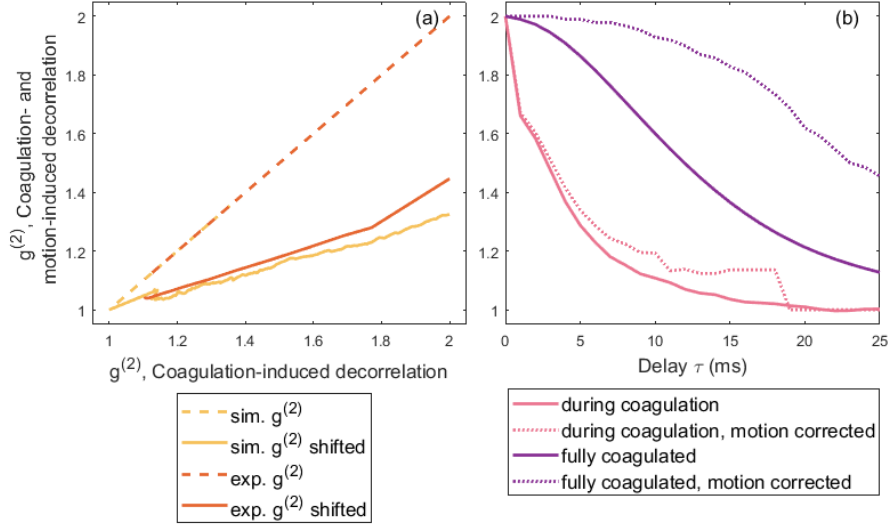 (a)
2
1.8
1.6
1.4
1.2
1
g(2), Coagulation- and
motion-induced decorrelation
1 1.2 1.4 1.6 1.8 2
g(2), Coagulation-induced decorrelation
sim. g(2)
sim. g(2) shifted
exp. g(2)
exp. g(2) shifted
(b)
2
1.8
1.6
1.4
1.2
1
0 5 10 15 20 25
Delay τ (ms)
during coagulation
during coagulation, motion corrected
fully coagulated
fully coagulated, motion corrected